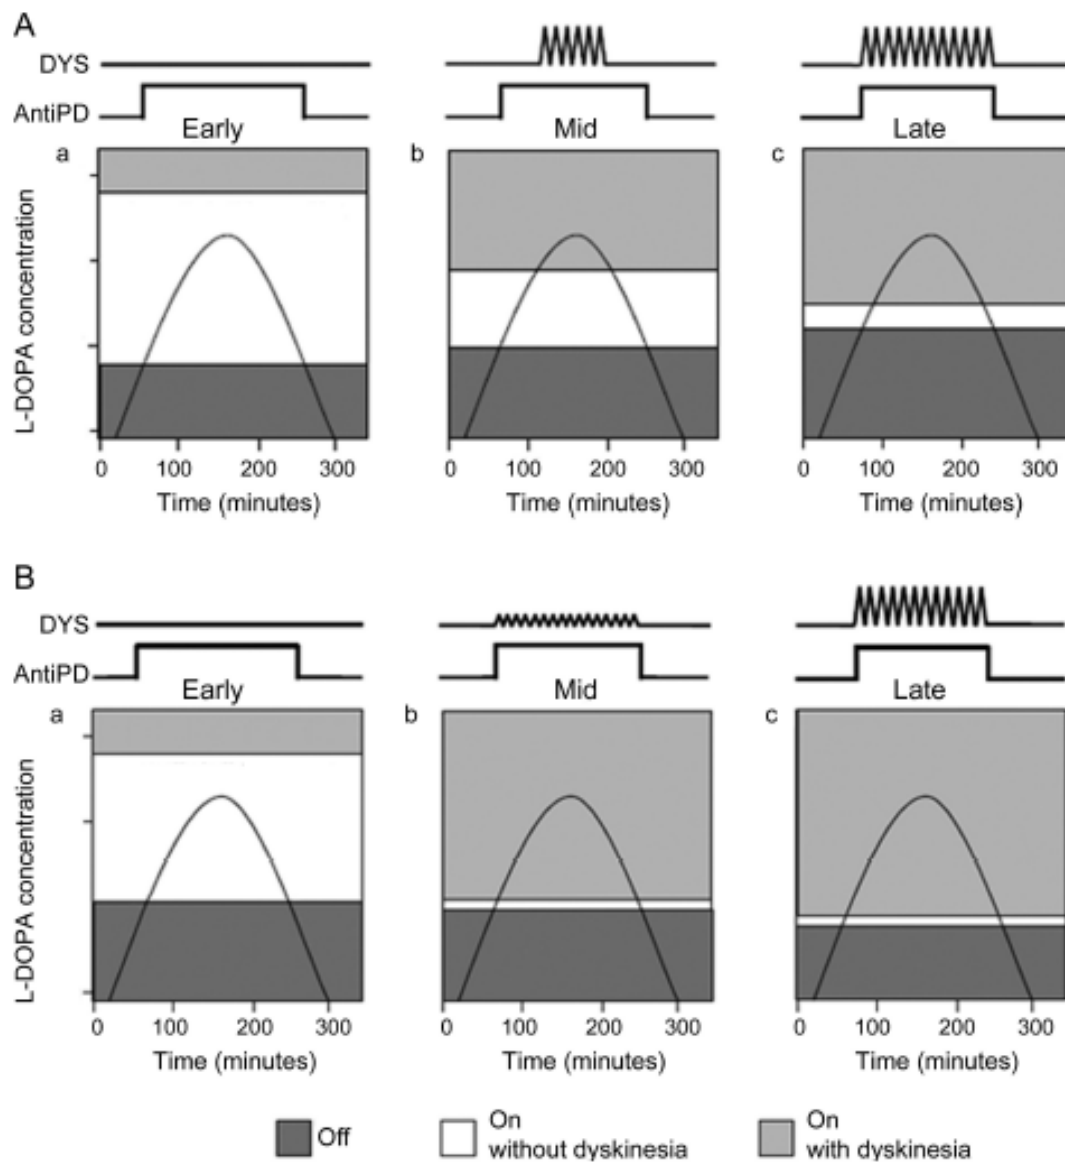 A
DYS
AntiPD
Early
Mid
Late
a
b
c
L-DOPA concentration
0 100 200 300
0 100 200 300
0 100 200 300
Time (minutes)
Time (minutes)
Time (minutes)
B
DYS
AntiPD
Early
Mid
Late
a
b
c
L-DOPA concentration
0 100 200 300
0 100 200 300
0 100 200 300
Time (minutes)
Time (minutes)
Time (minutes)
Off
On
without dyskinesia
On
with dyskinesia